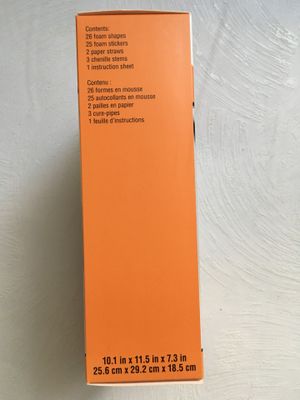 Contents:
26 foam shapes
25 foam stickers
2 paper straws
3 chenille stems
1 instruction sheet
Contenu :
26 formes en mousse
25 autocollants en mousse
2 pailles en papier
3 cure-pipes
1 feuille d'instructions
10.1 in x 11.5 in x 7.3 in
25.6 cm x 29.2 cm x 18.5 cm